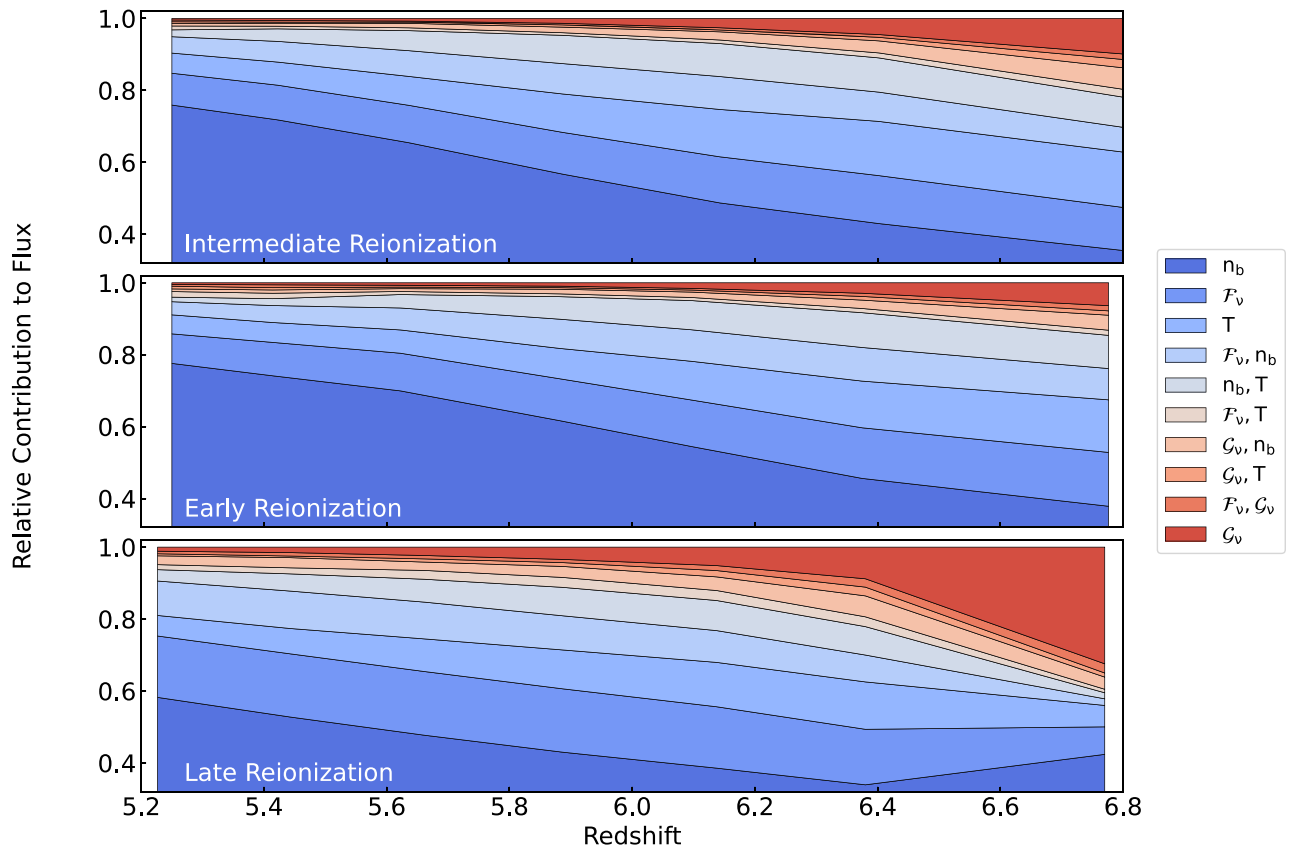 Relative Contribution to Flux
1.0
0.8
0.6
0.4
Intermediate Reionization
1.0
0.8
0.6
0.4
Early Reionization
1.0
0.8
0.6
0.4
Late Reionization
5.2 5.4 5.6 5.8 6.0 6.2 6.4 6.6 6.8
Redshift
n_b
ℱ_ν
T
ℱ_ν, n_b
n_b, T
ℱ_ν, T
𝒢_ν, n_b
𝒢_ν, T
ℱ_ν, 𝒢_ν
𝒢_ν